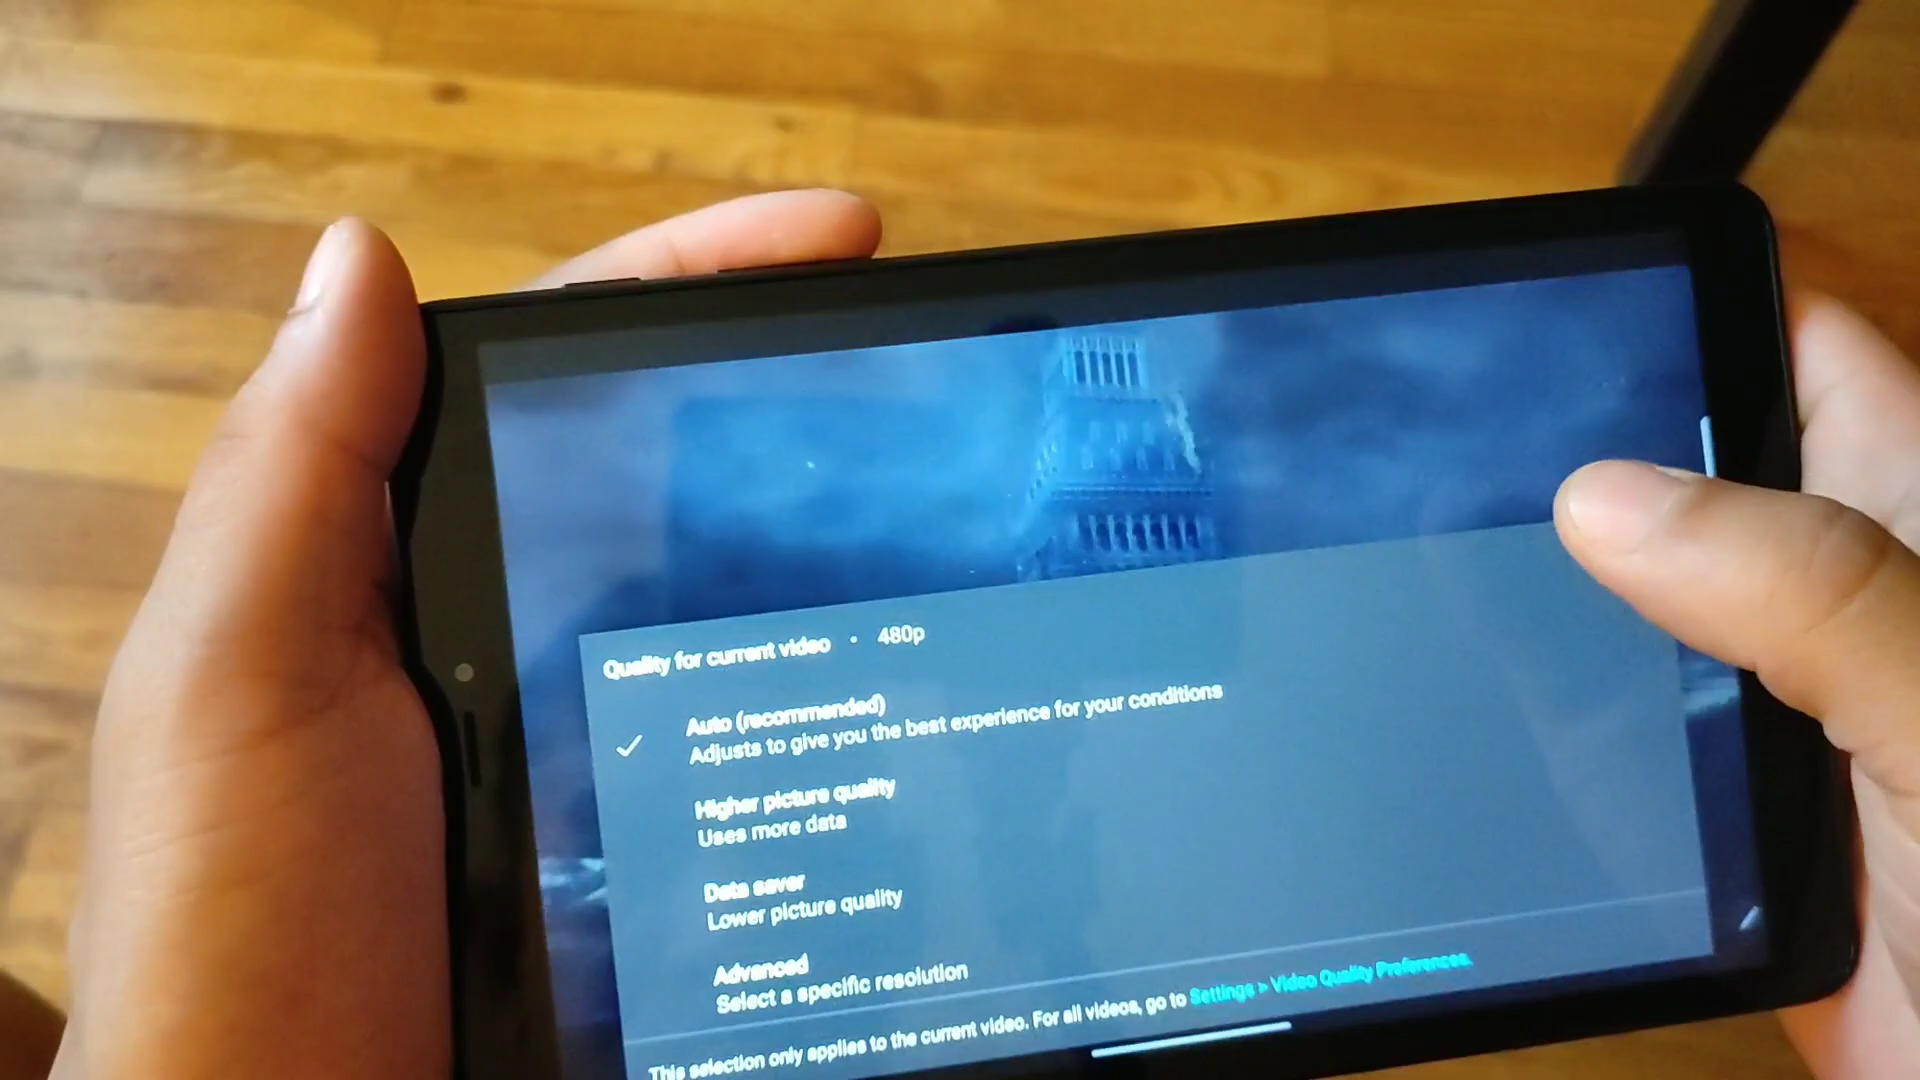 Quality for current video • 480p
Auto (recommended)
Adjusts to give you the best experience for your conditions
Higher picture quality
Uses more data
Data saver
Lower picture quality
Advanced
Select a specific resolution
This selection only applies to the current video. For all videos, go to Settings > Video Quality Preferences.